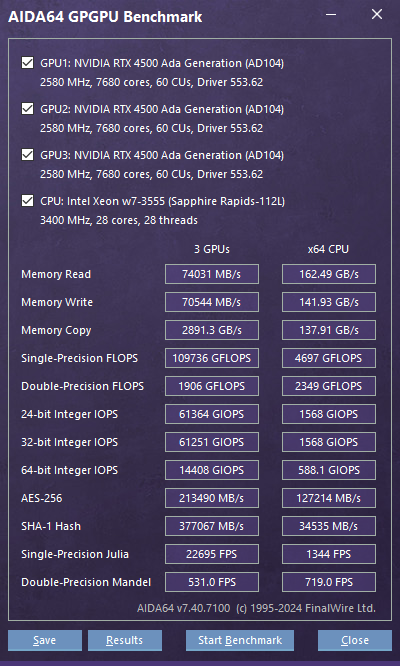 AIDA64 GPGPU Benchmark
GPU1: NVIDIA RTX 4500 Ada Generation (AD104)
2580 MHz, 7680 cores, 60 CUs, Driver 553.62
GPU2: NVIDIA RTX 4500 Ada Generation (AD104)
2580 MHz, 7680 cores, 60 CUs, Driver 553.62
GPU3: NVIDIA RTX 4500 Ada Generation (AD104)
2580 MHz, 7680 cores, 60 CUs, Driver 553.62
CPU: Intel Xeon w7-3555 (Sapphire Rapids-112L)
3400 MHz, 28 cores, 28 threads
3 GPUs x64 CPU
Memory Read 74031 MB/s 162.49 GB/s
Memory Write 70544 MB/s 141.93 GB/s
Memory Copy 2891.3 GB/s 137.91 GB/s
Single-Precision FLOPS 109736 GFLOPS 4697 GFLOPS
Double-Precision FLOPS 1906 GFLOPS 2349 GFLOPS
24-bit Integer IOPS 61364 GIOPS 1568 GIOPS
32-bit Integer IOPS 61251 GIOPS 1568 GIOPS
64-bit Integer IOPS 14408 GIOPS 588.1 GIOPS
AES-256 213490 MB/s 127214 MB/s
SHA-1 Hash 377067 MB/s 34535 MB/s
Single-Precision Julia 22695 FPS 1344 FPS
Double-Precision Mandel 531.0 FPS 719.0 FPS
AIDA64 v7.40.7100 (c) 1995-2024 FinalWire Ltd.
Save Results Start Benchmark Close